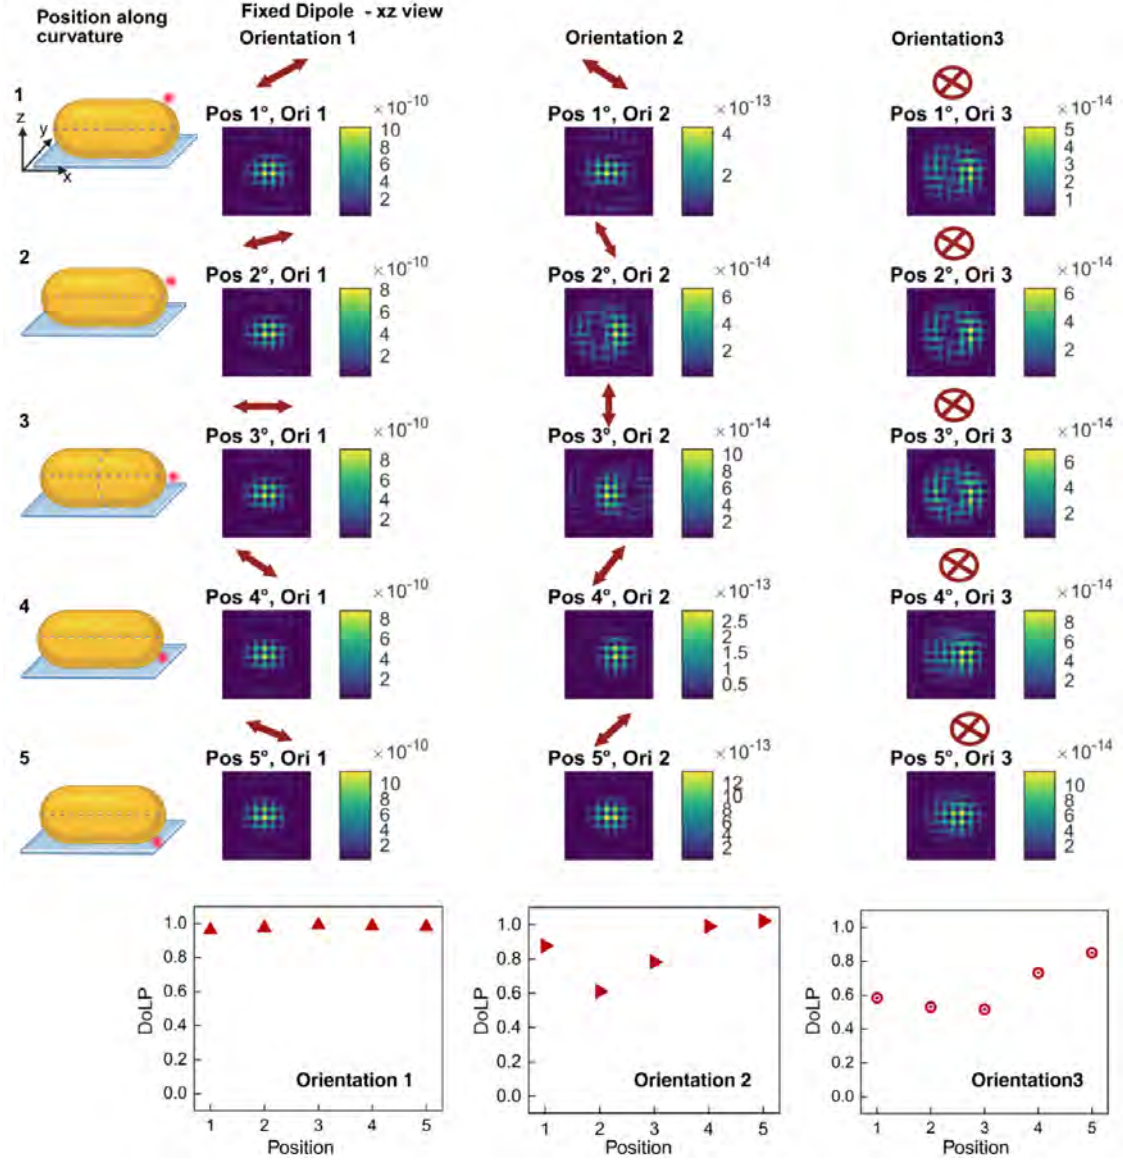 Position along
curvature
Fixed Dipole - xz view
Orientation 1
Orientation 2
Orientation3
1
z
y
x
Pos 1°, Ori 1
×10-10
10
8
6
4
2
Pos 1°, Ori 2
×10-13
4
2
Pos 1°, Ori 3
×10-14
5
4
3
2
1
2
Pos 2°, Ori 1
×10-10
8
6
4
2
Pos 2°, Ori 2
×10-14
6
4
2
Pos 2°, Ori 3
×10-14
6
4
2
3
Pos 3°, Ori 1
×10-10
8
6
4
2
Pos 3°, Ori 2
×10-14
10
8
6
4
2
Pos 3°, Ori 3
×10-14
6
4
2
4
Pos 4°, Ori 1
×10-10
8
6
4
2
Pos 4°, Ori 2
×10-13
2.5
2
1.5
1
0.5
Pos 4°, Ori 3
×10-14
8
6
4
2
5
Pos 5°, Ori 1
×10-10
10
8
6
4
2
Pos 5°, Ori 2
×10-13
12
10
8
6
4
2
Pos 5°, Ori 3
×10-14
10
8
6
4
2
DoLP
1.0
0.8
0.6
0.4
0.2
0.0
Orientation 1
1 2 3 4 5
Position
DoLP
1.0
0.8
0.6
0.4
0.2
0.0
Orientation 2
1 2 3 4 5
Position
DoLP
1.0
0.8
0.6
0.4
0.2
0.0
Orientation3
1 2 3 4 5
Position